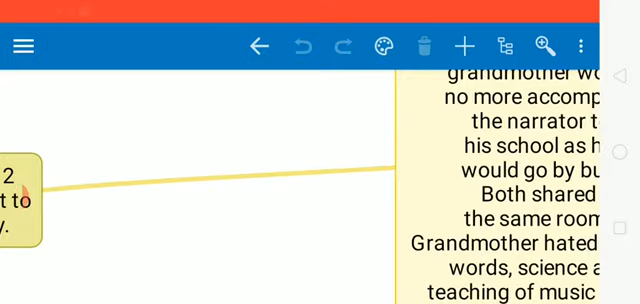 grandmother wo
no more accomp
the narrator t
his school as h
would go by bu
Both shared
the same room
Grandmother hated
words, science a
teaching of music
2
t to
y.